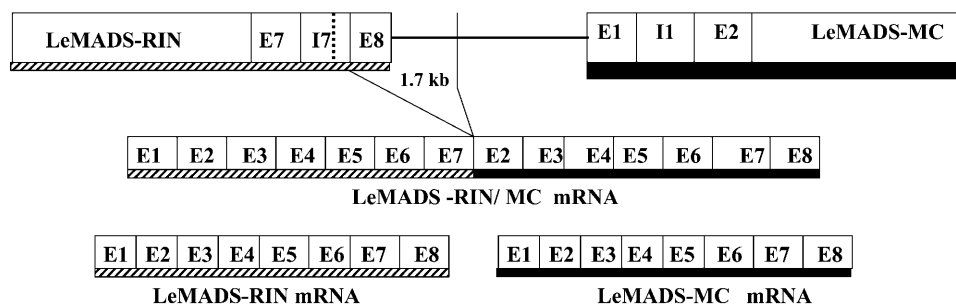 LeMADS-RIN E7 I7 E8 E1 I1 E2 LeMADS-MC
1.7 kb
E1 E2 E3 E4 E5 E6 E7 E2 E3 E4 E5 E6 E7 E8
LeMADS -RIN/ MC mRNA
E1 E2 E3 E4 E5 E6 E7 E8 E1 E2 E3 E4 E5 E6 E7 E8
LeMADS-RIN mRNA LeMADS-MC mRNA